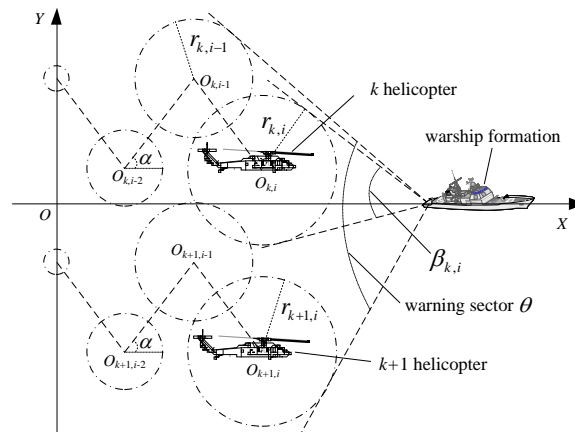 Y
r_{k,i-1}
O_{k,i-1}
k helicopter
r_{k,i}
warship formation
α
O_{k,i-2}
O_{k,i}
O
X
O_{k+1,i-1}
β_{k,i}
r_{k+1,i}
warning sector θ
α
O_{k+1,i-2}
k+1 helicopter
O_{k+1,i}